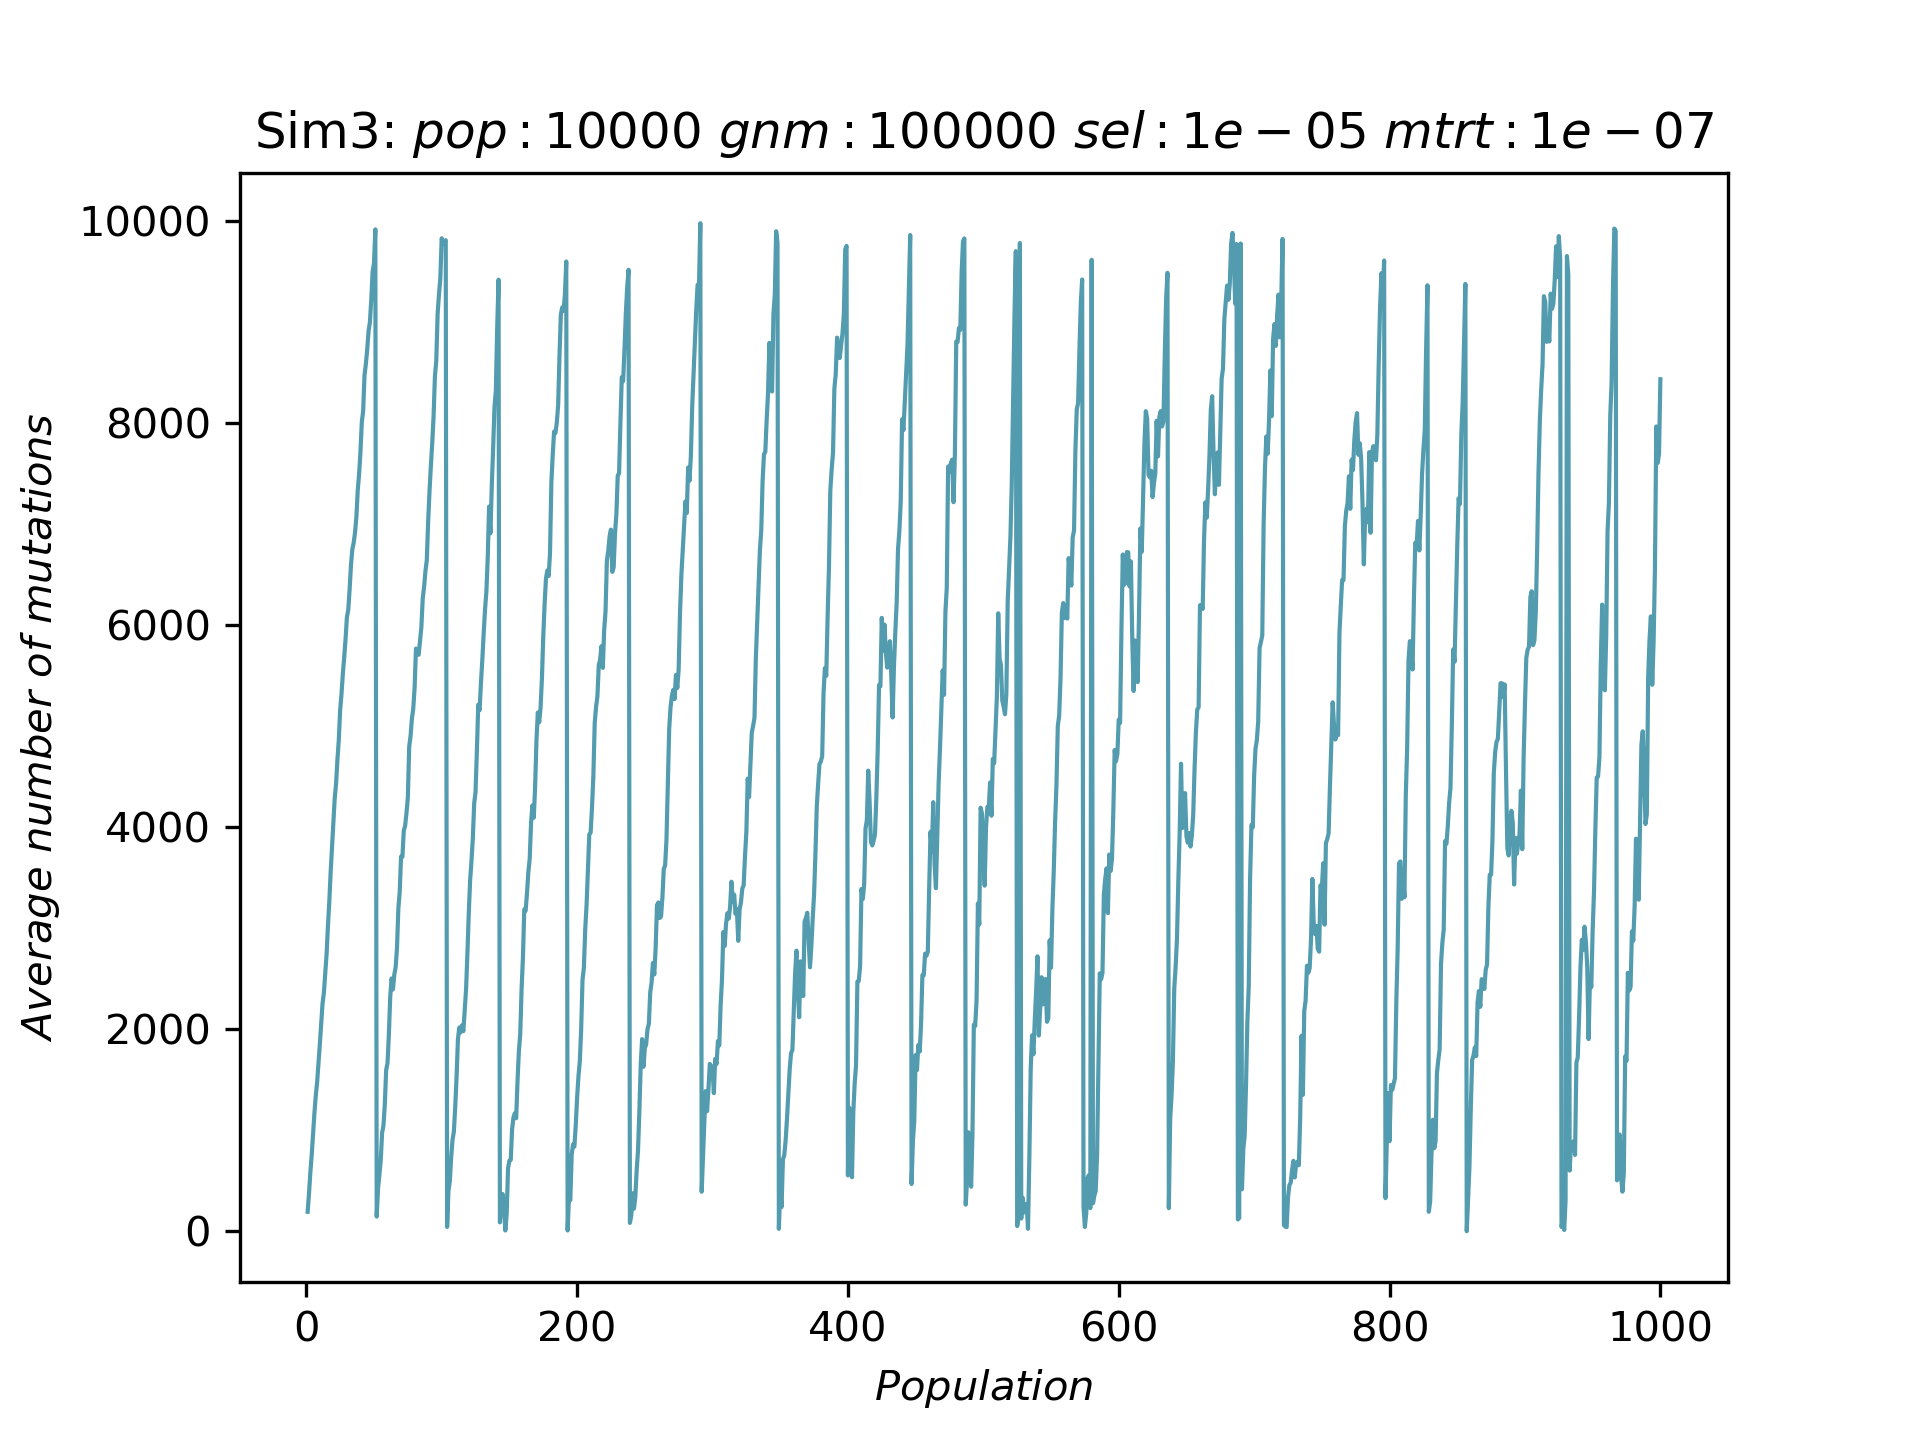 Sim3: pop : 10000 gnm : 100000 sel : 1e − 05 mtrt : 1e − 07
Average number of mutations
10000
8000
6000
4000
2000
0
0 200 400 600 800 1000
Population